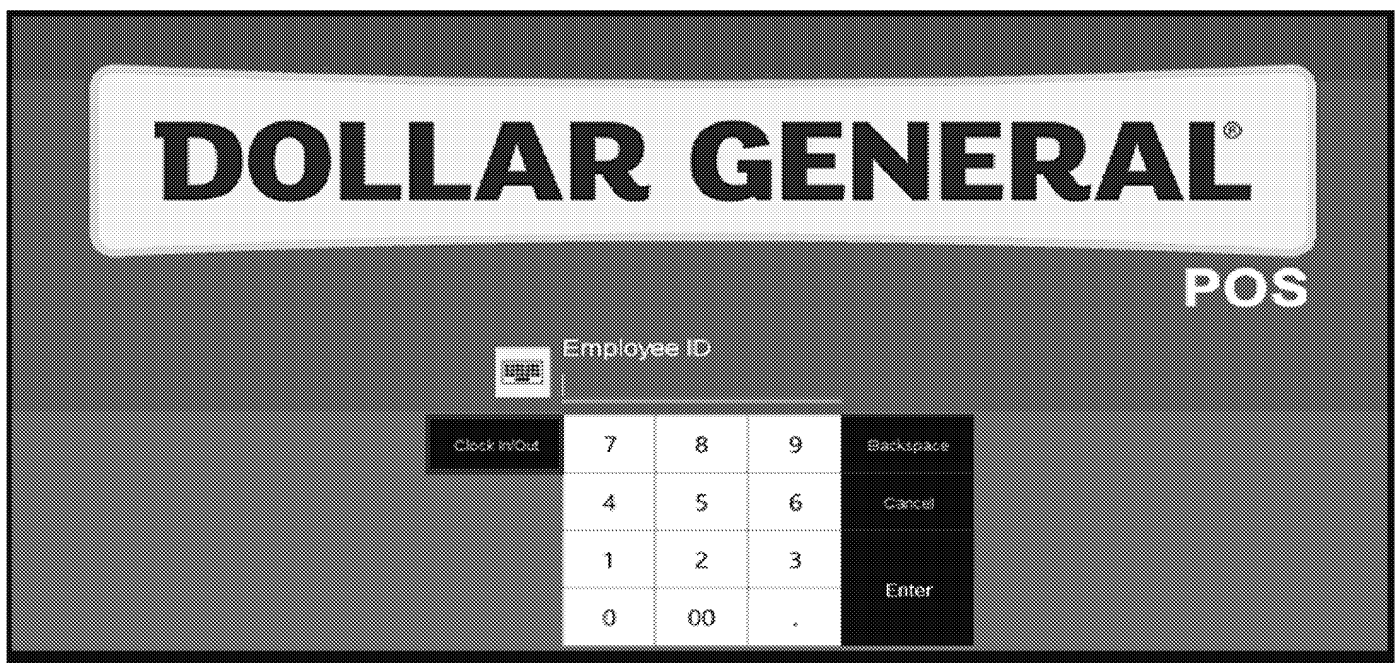 DOLLAR GENERAL®
POS
Employee ID
Clock In/Out 7 8 9 Backspace
4 5 6 Cancel
1 2 3
Enter
0 00 .